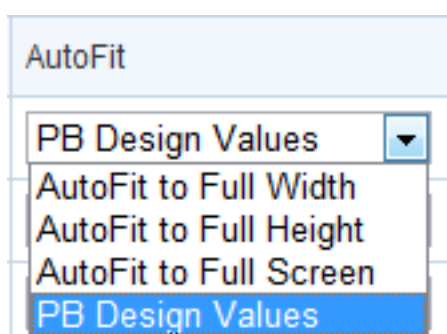 AutoFit
PB Design Values
AutoFit to Full Width
AutoFit to Full Height
AutoFit to Full Screen
PB Design Values